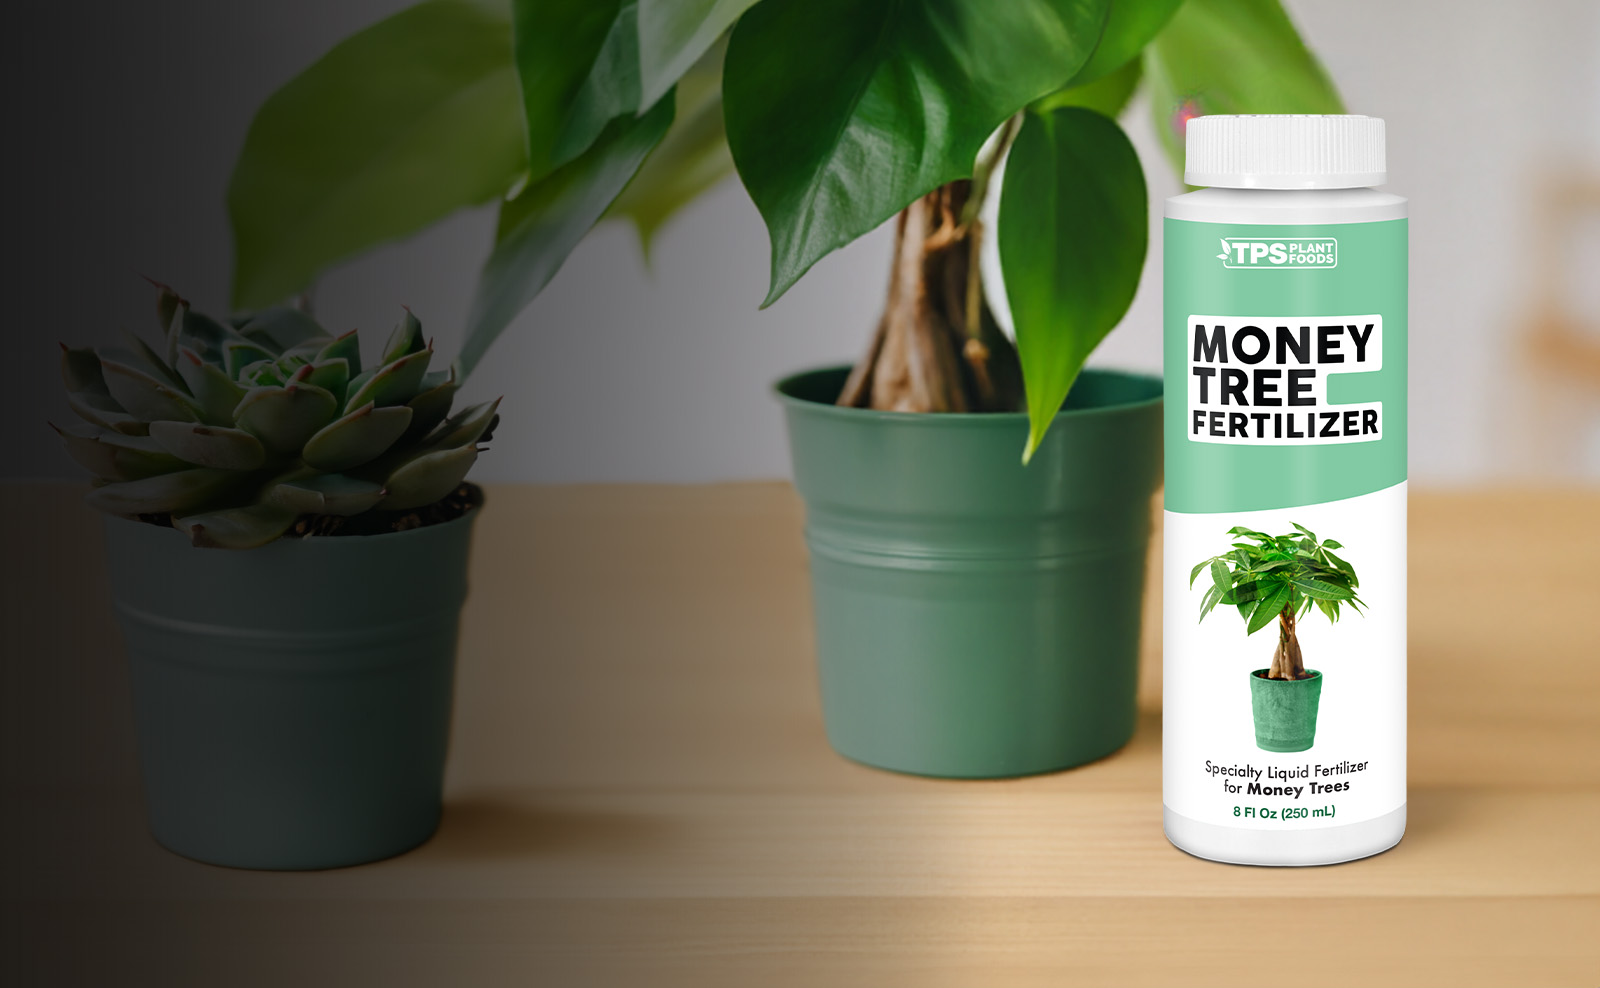 TPS PLANT FOODS
MONEY
TREE
FERTILIZER
Specialty Liquid Fertilizer
for Money Trees
8 Fl Oz (250 mL)